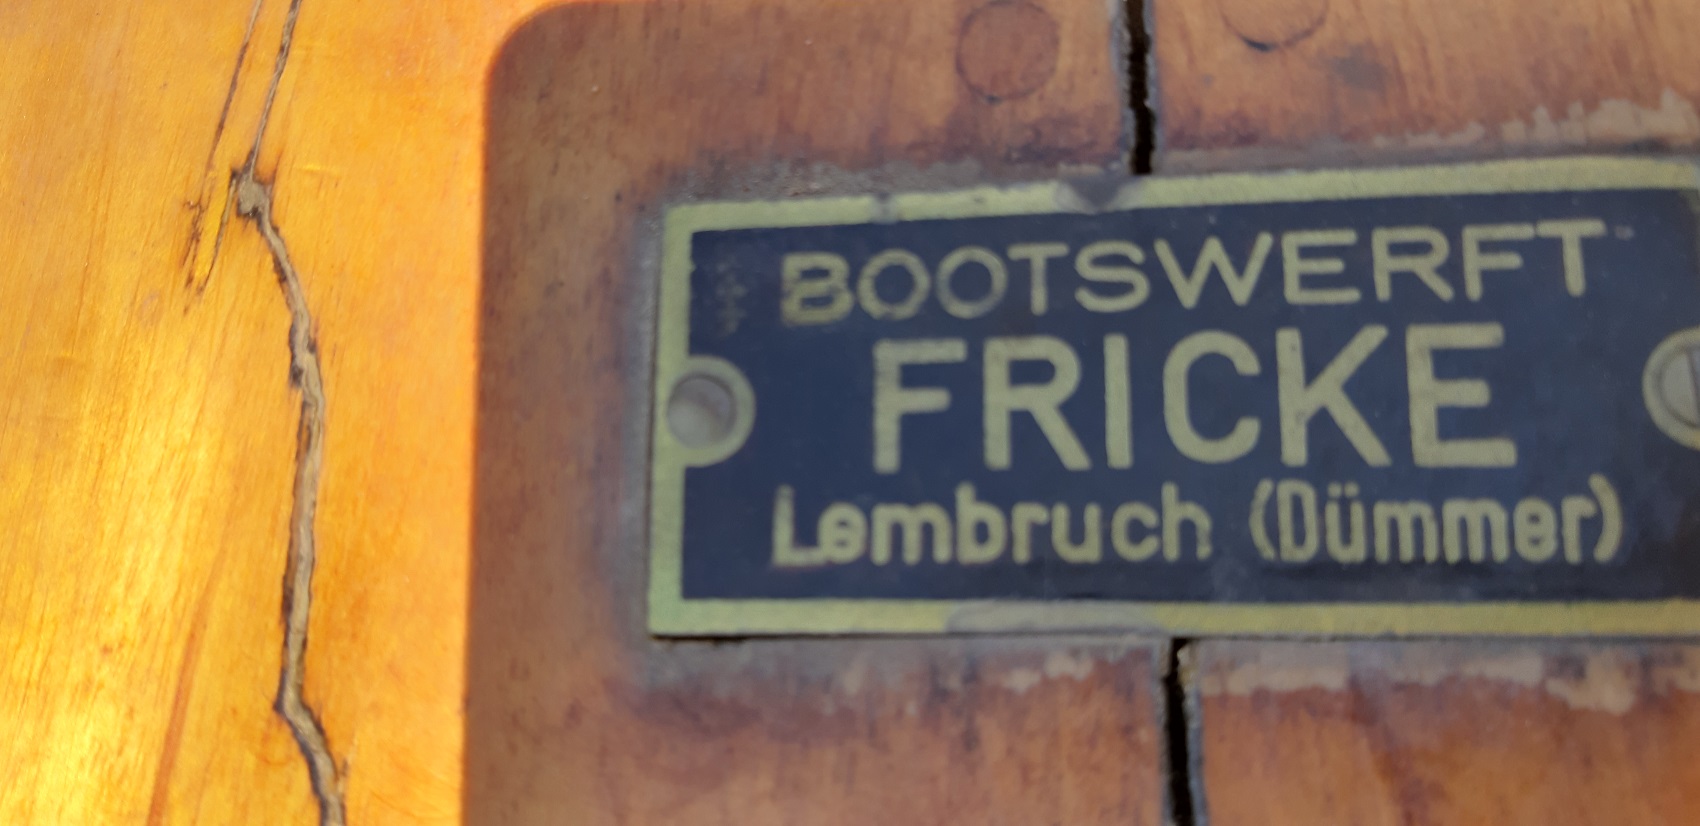 BOOTSWERFT
FRICKE
Lembruch (Dümmer)